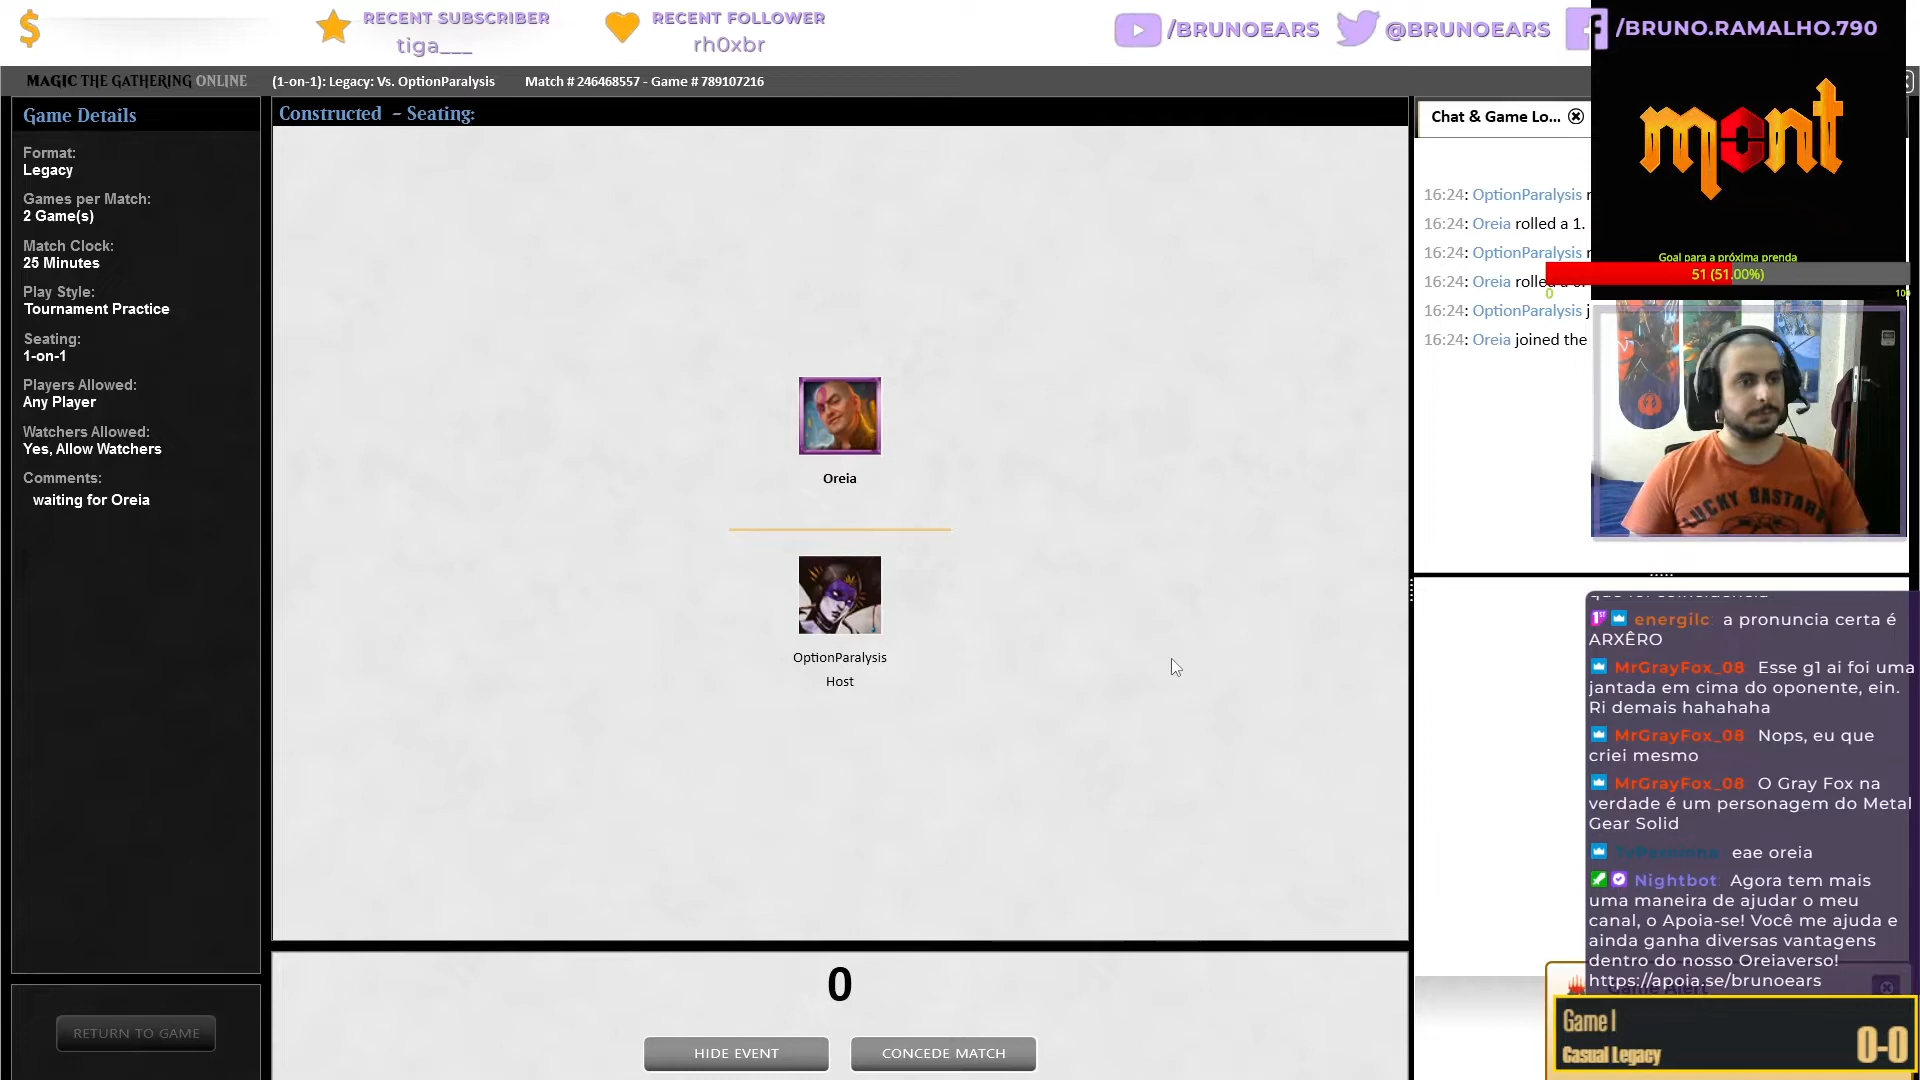 RECENT SUBSCRIBER
tiga___
RECENT FOLLOWER
rh0xbr
/BRUNOEARS
@BRUNOEARS
/BRUNO.RAMALHO.790
MAGIC THE GATHERING ONLINE
(1-on-1): Legacy: Vs. OptionParalysis
Match # 246468557 - Game # 789107216
Game Details
Format:
Legacy
Games per Match:
2 Game(s)
Match Clock:
25 Minutes
Play Style:
Tournament Practice
Seating:
1-on-1
Players Allowed:
Any Player
Watchers Allowed:
Yes, Allow Watchers
Comments:
waiting for Oreia
RETURN TO GAME
Constructed – Seating:
Oreia
OptionParalysis
Host
0
HIDE EVENT
CONCEDE MATCH
Chat & Game Lo...
16:24: OptionParalysis
16:24: Oreia rolled a 1.
16:24: OptionParalysis
16:24: Oreia
16:24: OptionParalysis
16:24: Oreia joined the
mont
Goal para a próxima prenda
51 (51.00%)
0
LUCKY BASTARD
energilc: a pronuncia certa é
ARXÊRO
MrGrayFox_08: Esse g1 ai foi uma
jantada em cima do oponente, ein.
Ri demais hahahaha
MrGrayFox_08: Nops, eu que
criei mesmo
MrGrayFox_08: O Gray Fox na
verdade é um personagem do Metal
Gear Solid
eae oreia
Nightbot: Agora tem mais
uma maneira de ajudar o meu
canal, o Apoia-se! Você me ajuda e
ainda ganha diversas vantagens
dentro do nosso Oreiaverso!
https://apoia.se/brunoears
Game Alert
Game 1
Casual Legacy
0-0